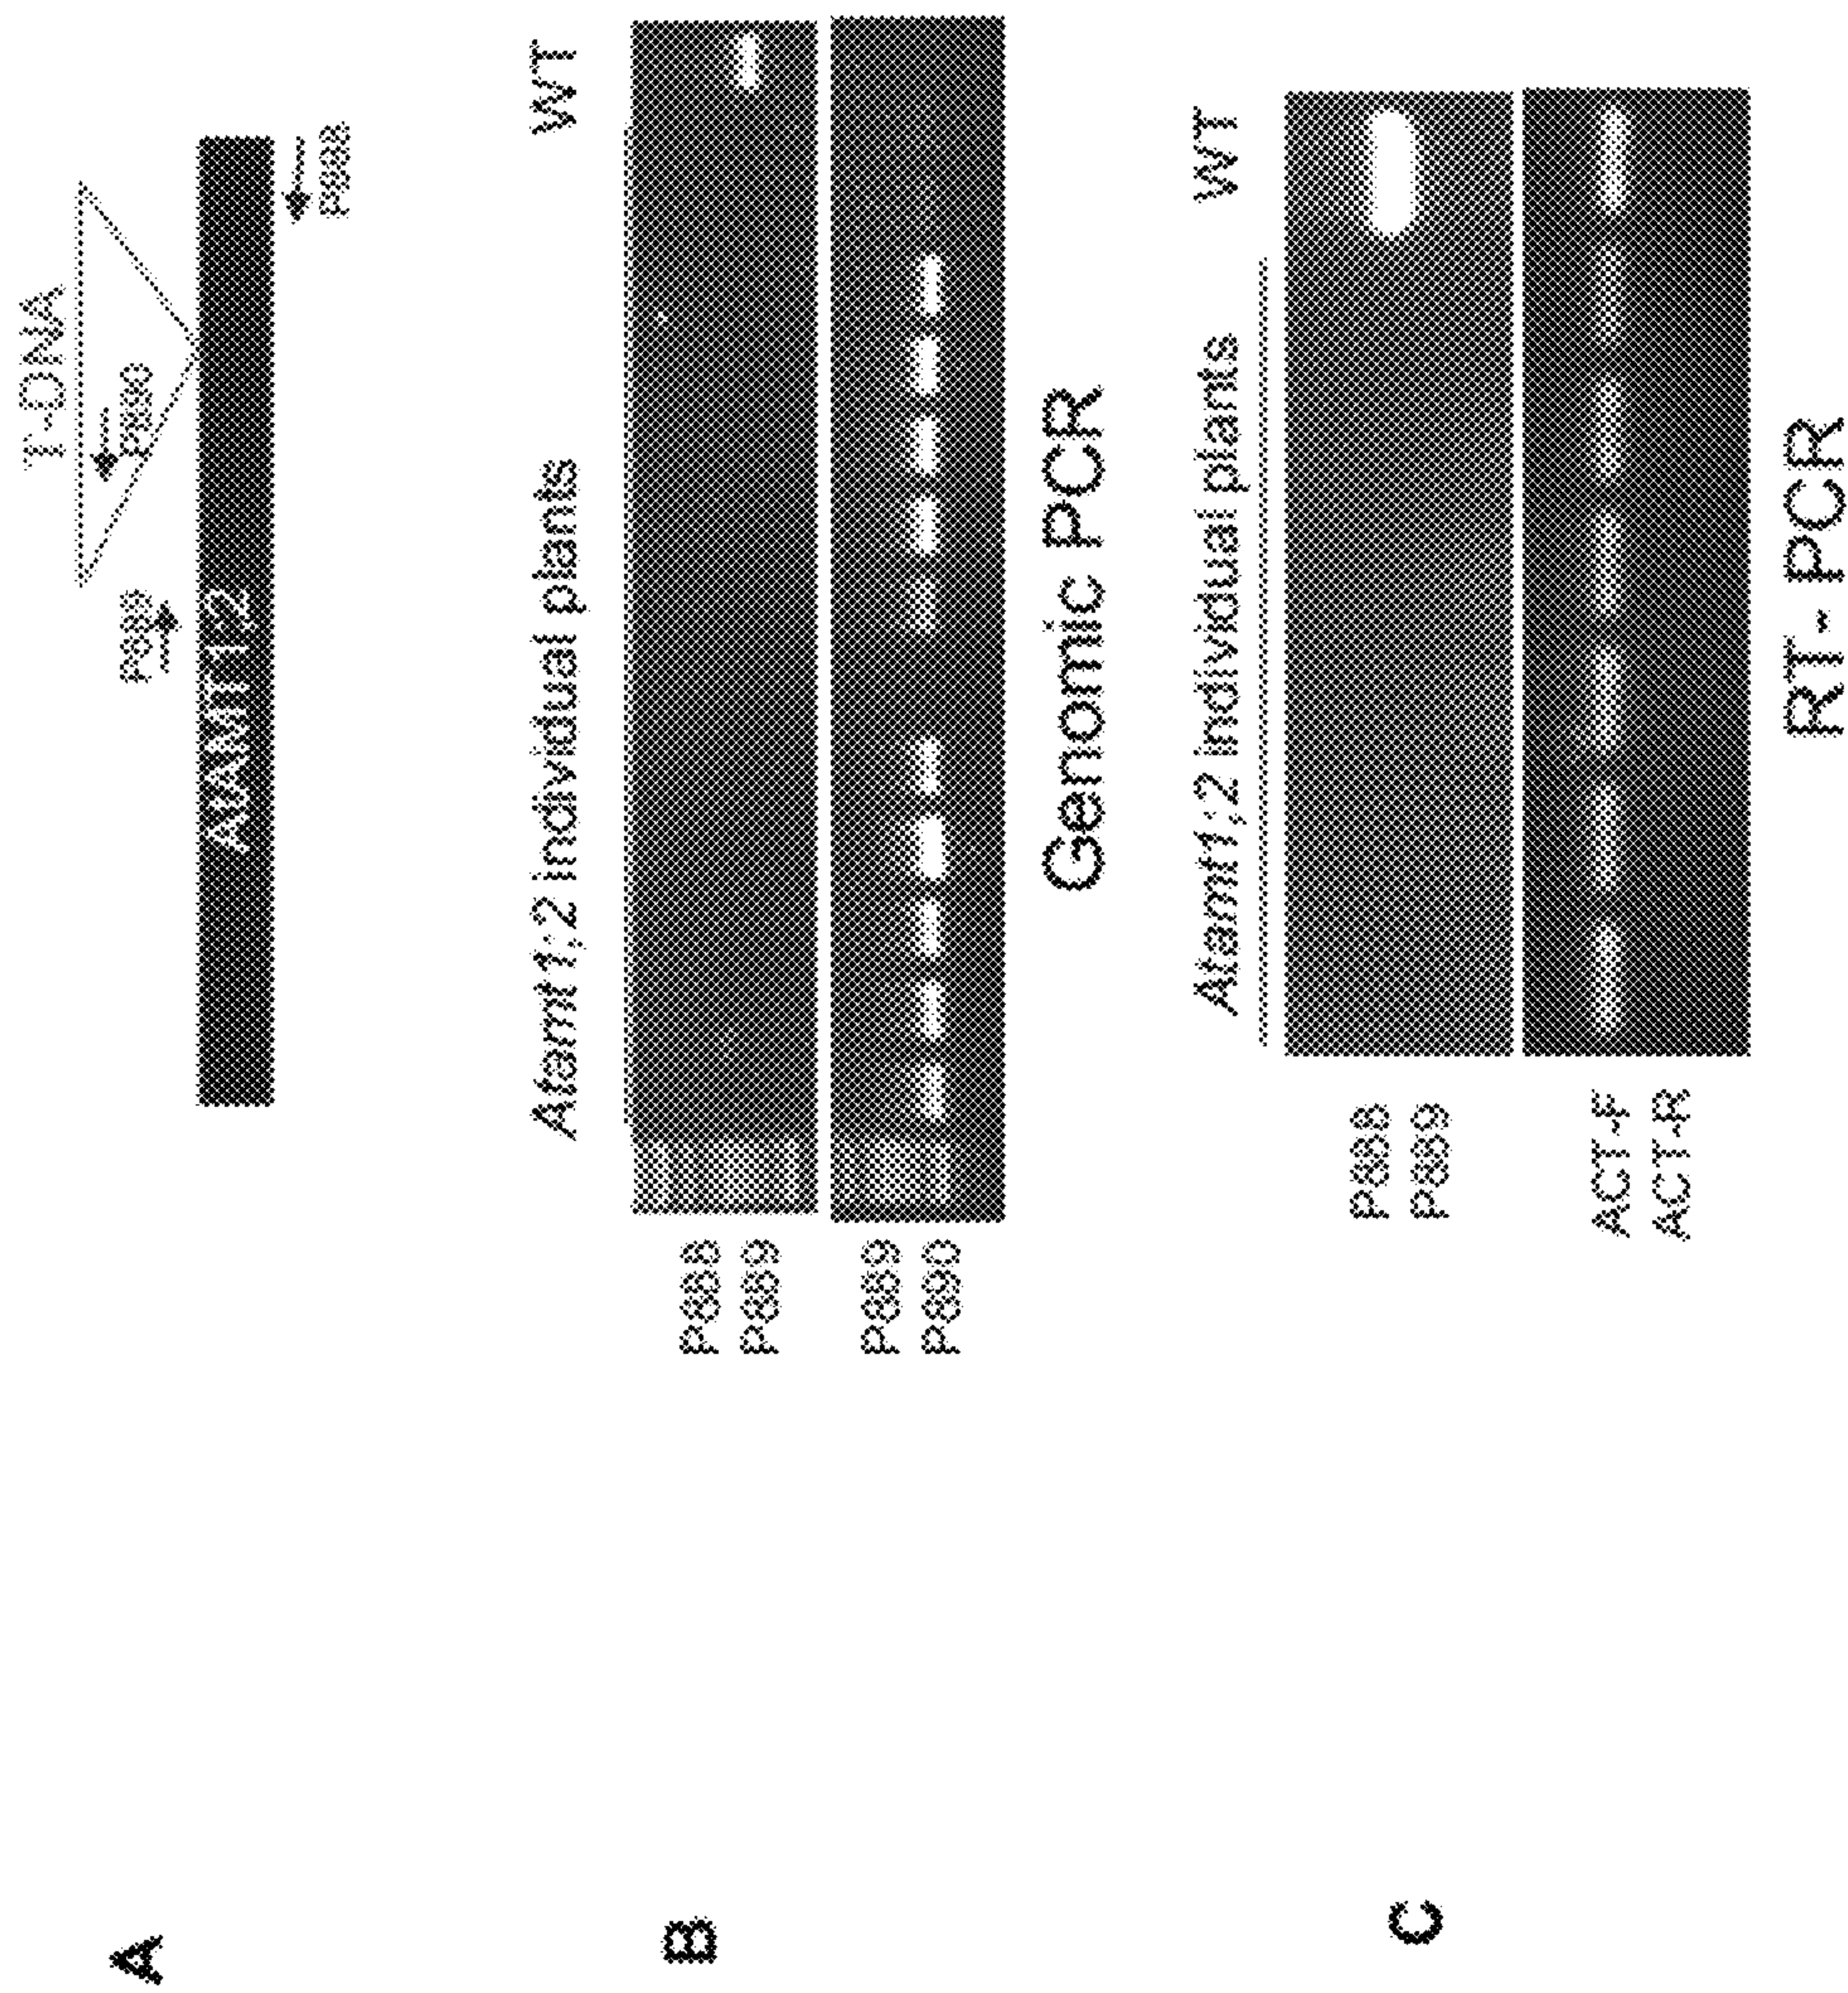 A
T-DNA
P889
P890
AtAMT1;2
P888
B
Atamt1;2 individual plants
WT
P888
P889
P889
P890
Genomic PCR
C
Atamt1;2 individual plants
WT
P888
P889
ACT-F
ACT-R
RT- PCR